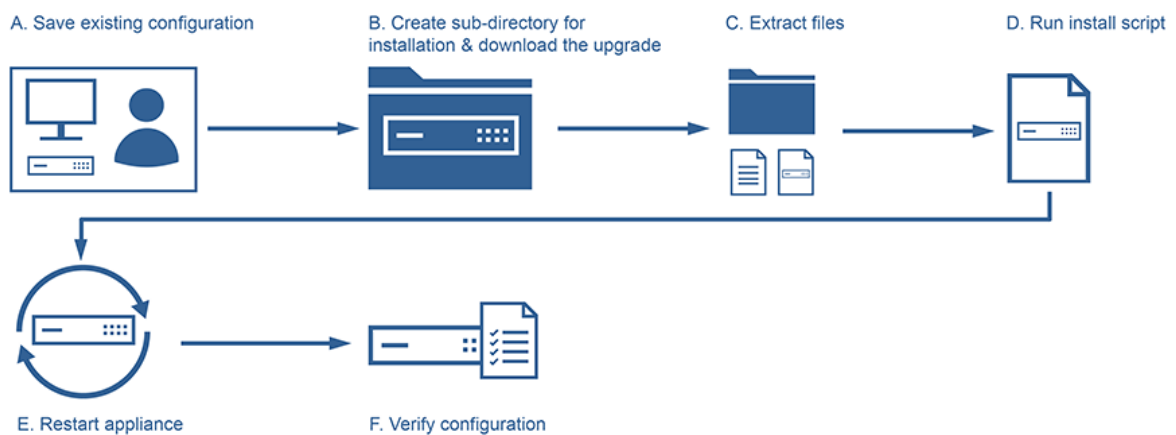 A. Save existing configuration
B. Create sub-directory for
installation & download the upgrade
C. Extract files
D. Run install script
E. Restart appliance
F. Verify configuration